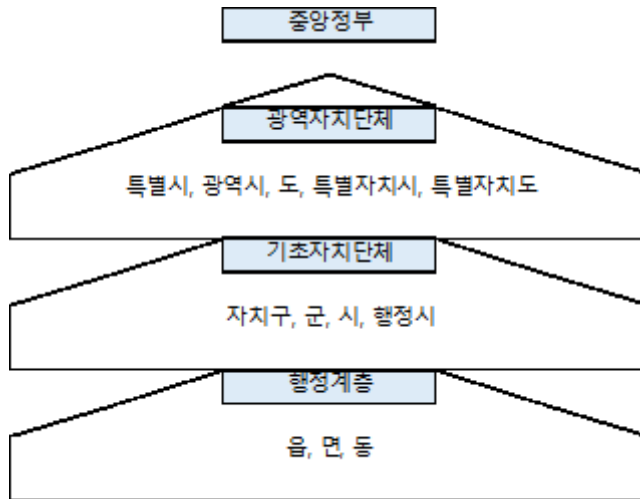 중앙정부
광역자치단체
특별시, 광역시, 도, 특별자치시, 특별자치도
기초자치단체
자치구, 군, 시, 행정시
행정계층
읍, 면, 동